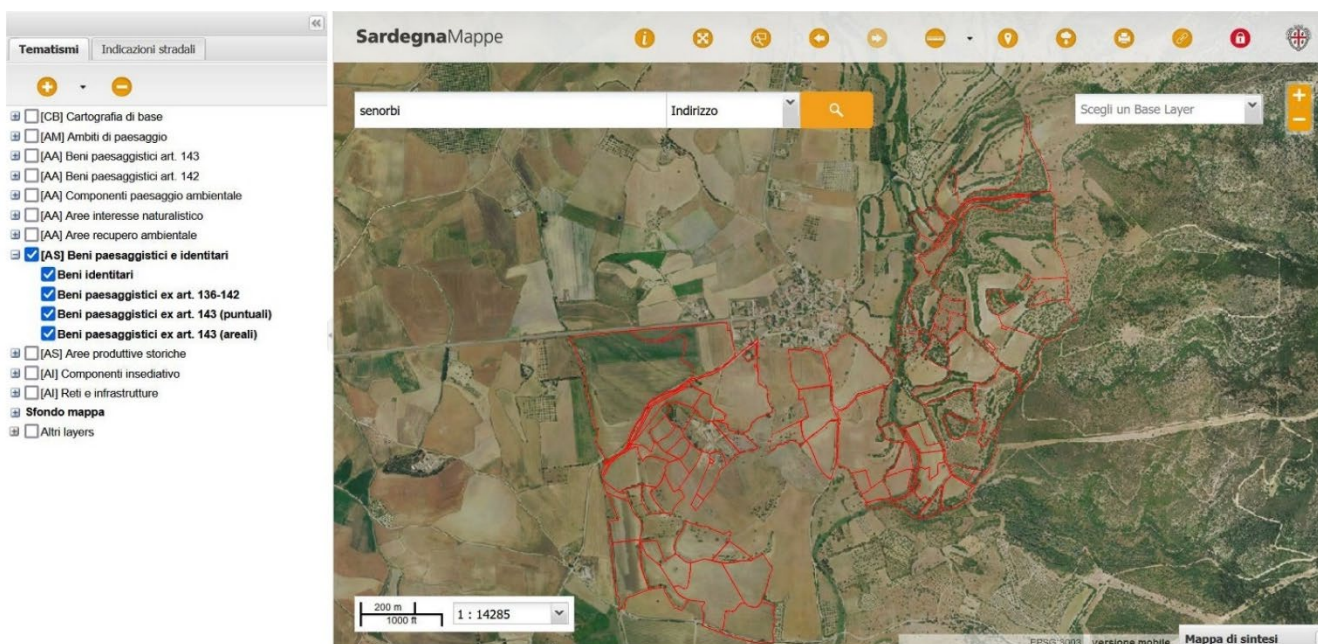 Tematismi
Indicazioni stradali
[CB] Cartografia di base
[AM] Ambiti di paesaggio
[AA] Beni paesaggistici art. 143
[AA] Beni paesaggistici art. 142
[AA] Componenti paesaggio ambientale
[AA] Aree interesse naturalistico
[AA] Aree recupero ambientale
[AS] Beni paesaggistici e identitari
Beni identitari
Beni paesaggistici ex art. 136-142
Beni paesaggistici ex art. 143 (puntuali)
Beni paesaggistici ex art. 143 (areali)
[AS] Aree produttive storiche
[AI] Componenti insediativo
[AI] Reti e infrastrutture
Sfondo mappa
Altri layers
SardegnaMappe
senorbi
Indirizzo
Scegli un Base Layer
200 m
1000 ft
1 : 14285
EPSG:3003 versione mobile
Mappa di sintesi